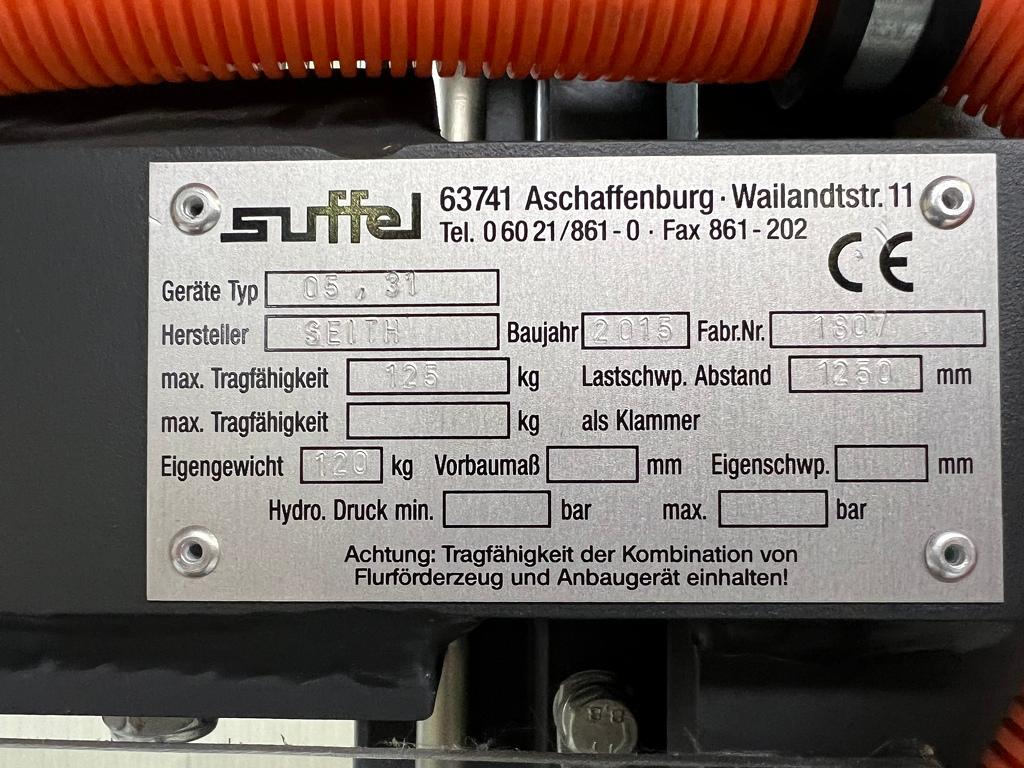 suffel 63741 Aschaffenburg · Wailandtstr. 11
Tel. 0 60 21/861-0 · Fax 861-202
CE
Geräte Typ 05,31
Hersteller SEITH Baujahr 2015 Fabr.Nr. 1807
max. Tragfähigkeit 125 kg Lastschwp. Abstand 1250 mm
max. Tragfähigkeit kg als Klammer
Eigengewicht 120 kg Vorbaumaß mm Eigenschwp. mm
Hydro. Druck min. bar max. bar
Achtung: Tragfähigkeit der Kombination von
Flurförderzeug und Anbaugerät einhalten!
8.8